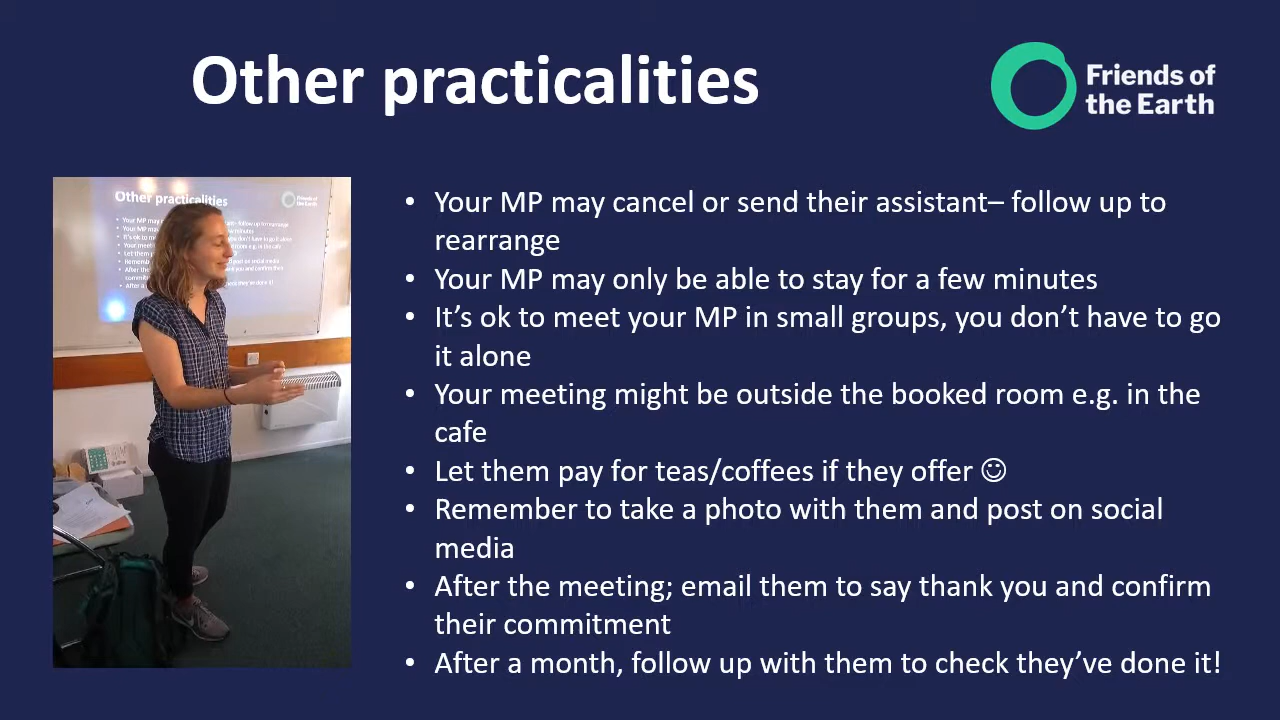 Other practicalities
Friends of
the Earth
Other practicalities
Friends of
the Earth
• Your MP may cancel or send their assistant– follow up to
rearrange
• Your MP may only be able to stay for a few minutes
• It’s ok to meet your MP in small groups, you don’t have to go
it alone
• Your meeting might be outside the booked room e.g. in the
cafe
• Let them pay for teas/coffees if they offer ☺
• Remember to take a photo with them and post on social
media
• After the meeting; email them to say thank you and confirm
their commitment
• After a month, follow up with them to check they’ve done it!